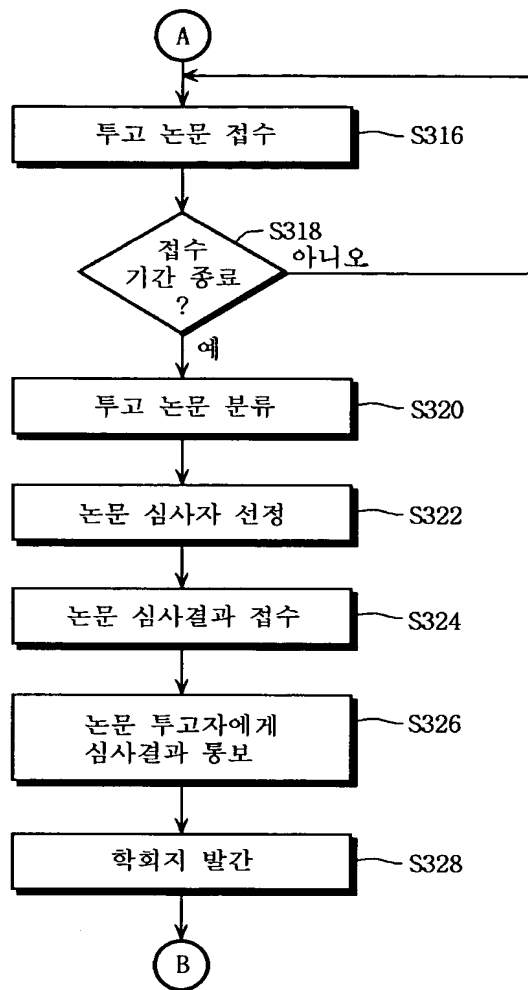 A
투고 논문 접수
S316
S318
접수
기간 종료
?
아니오
예
투고 논문 분류
S320
논문 심사자 선정
S322
논문 심사결과 접수
S324
논문 투고자에게
심사결과 통보
S326
학회지 발간
S328
B